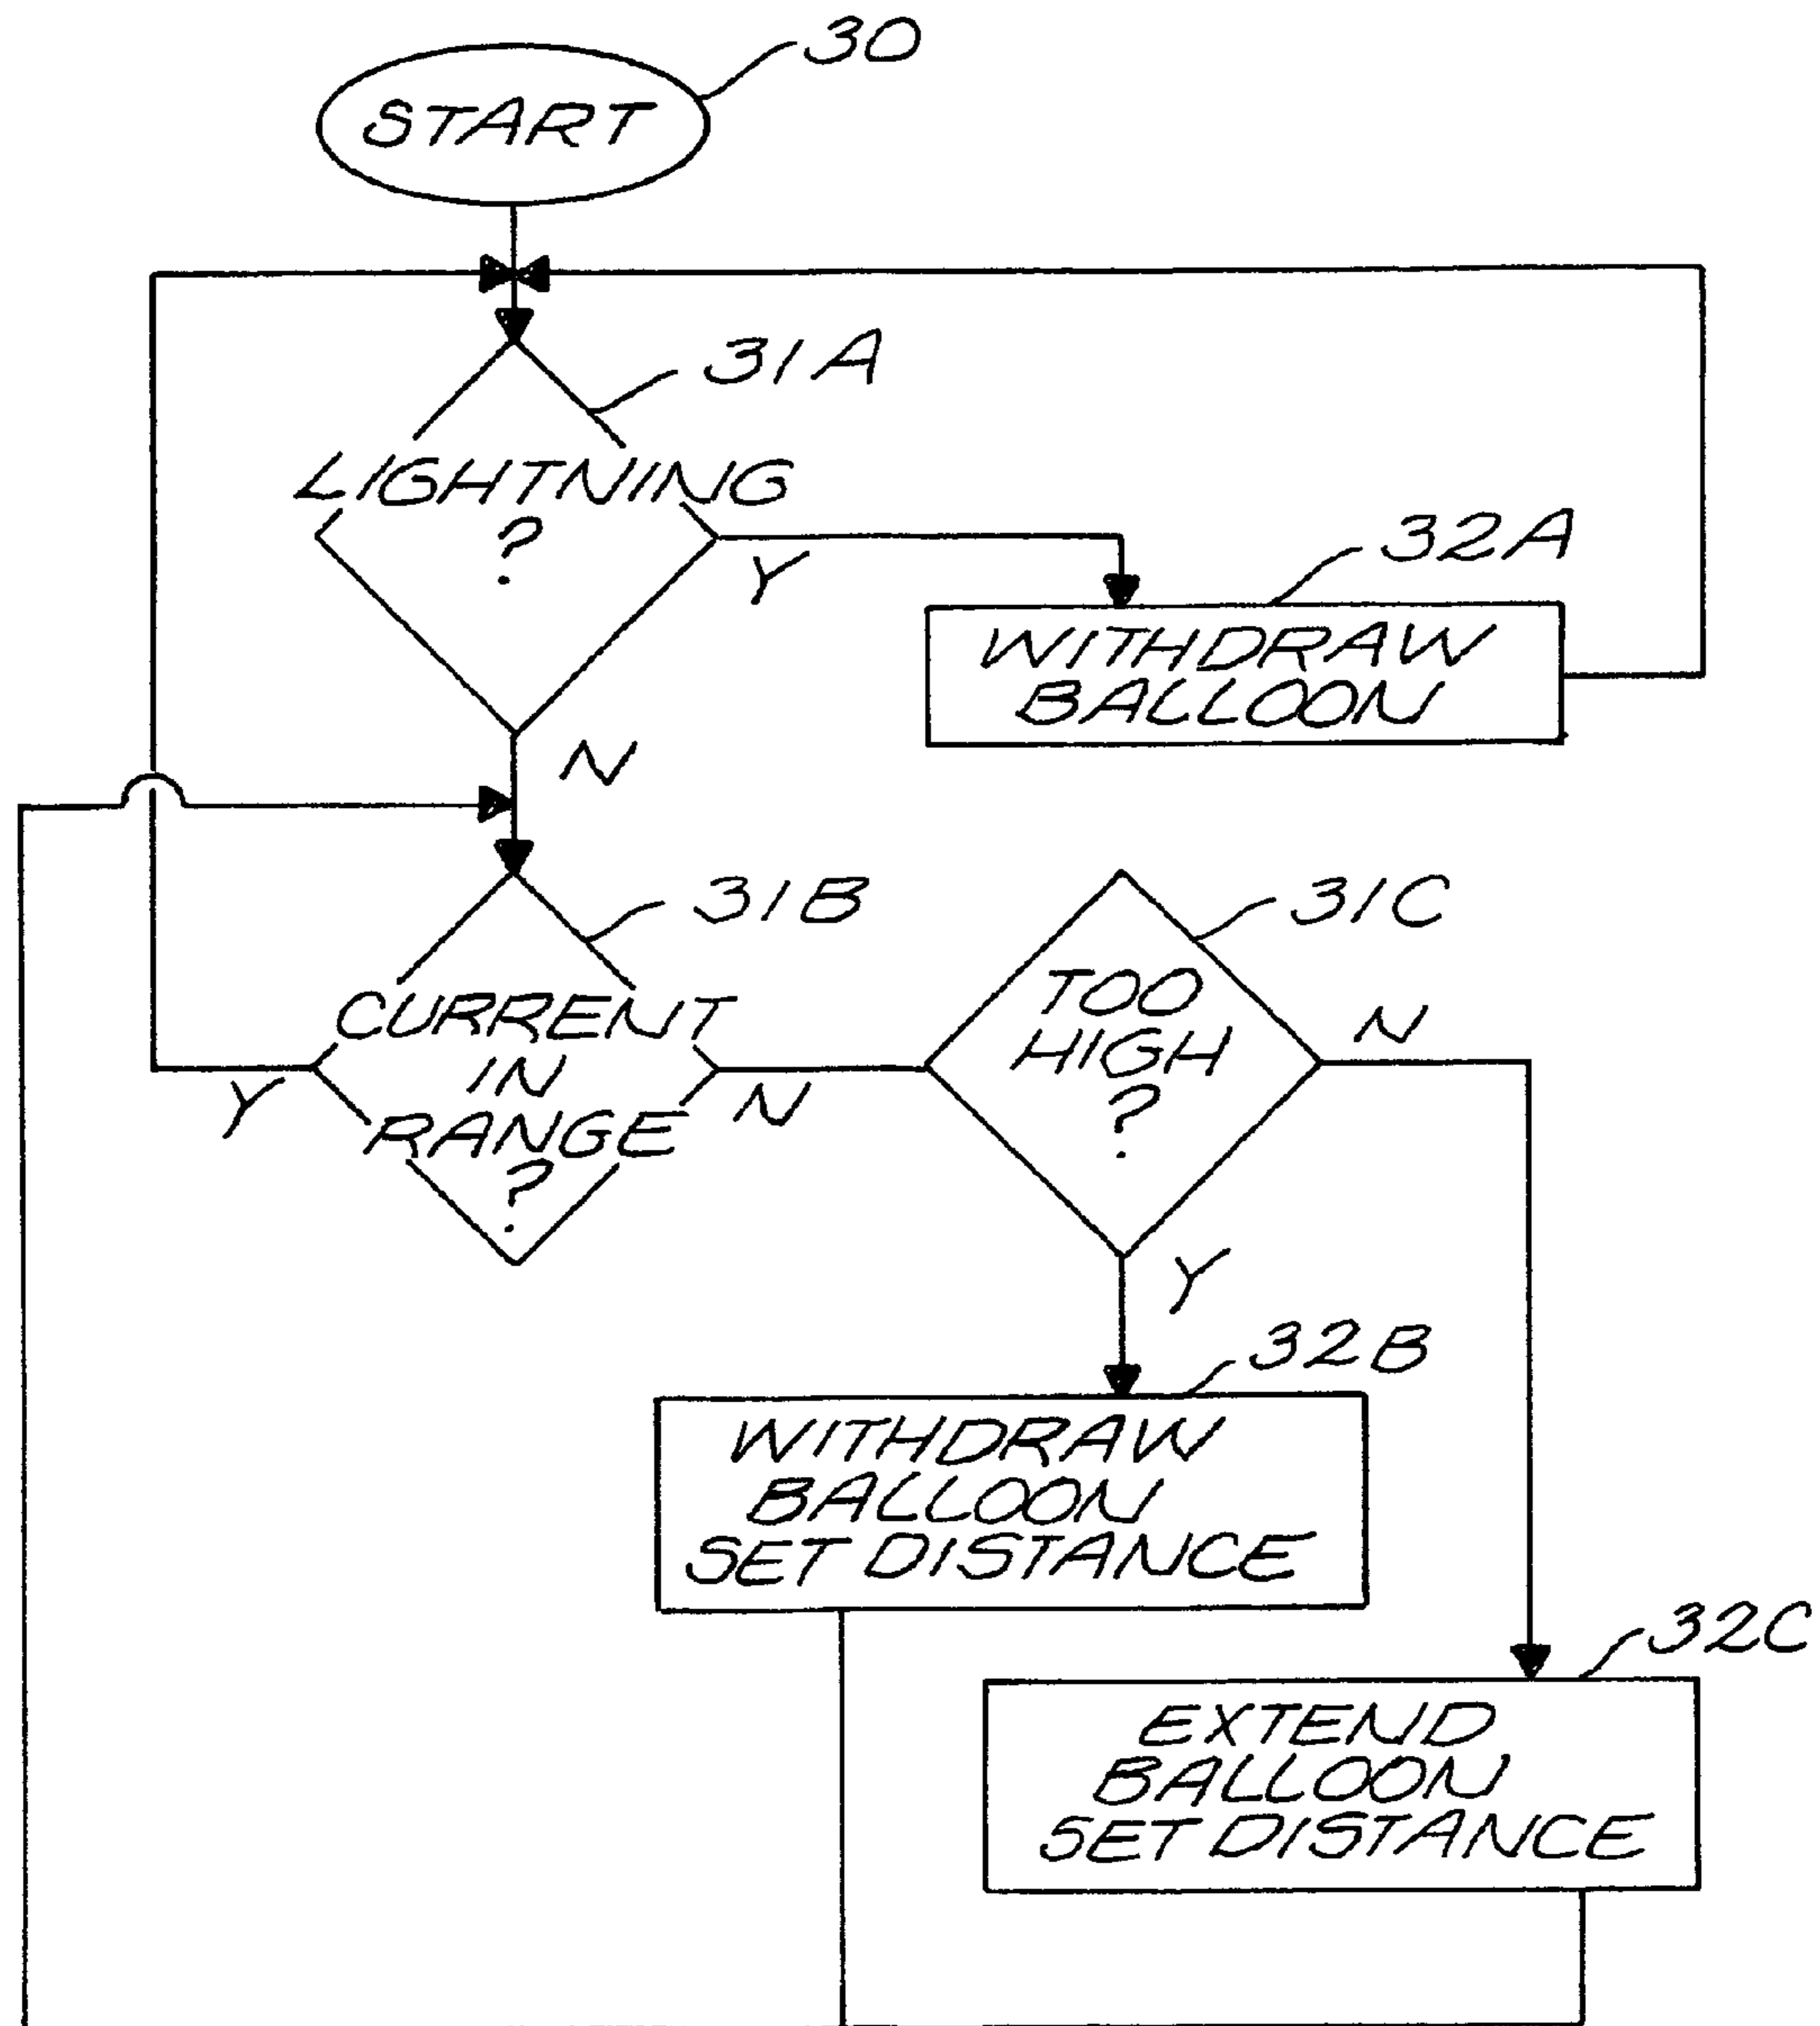 30
START
31A
LIGHTNING
?
Y
32A
WITHDRAW
BALLOON
N
31B
CURRENT
IN
RANGE
?
Y
N
31C
TOO
HIGH
?
N
Y
32B
WITHDRAW
BALLOON
SET DISTANCE
32C
EXTEND
BALLOON
SET DISTANCE